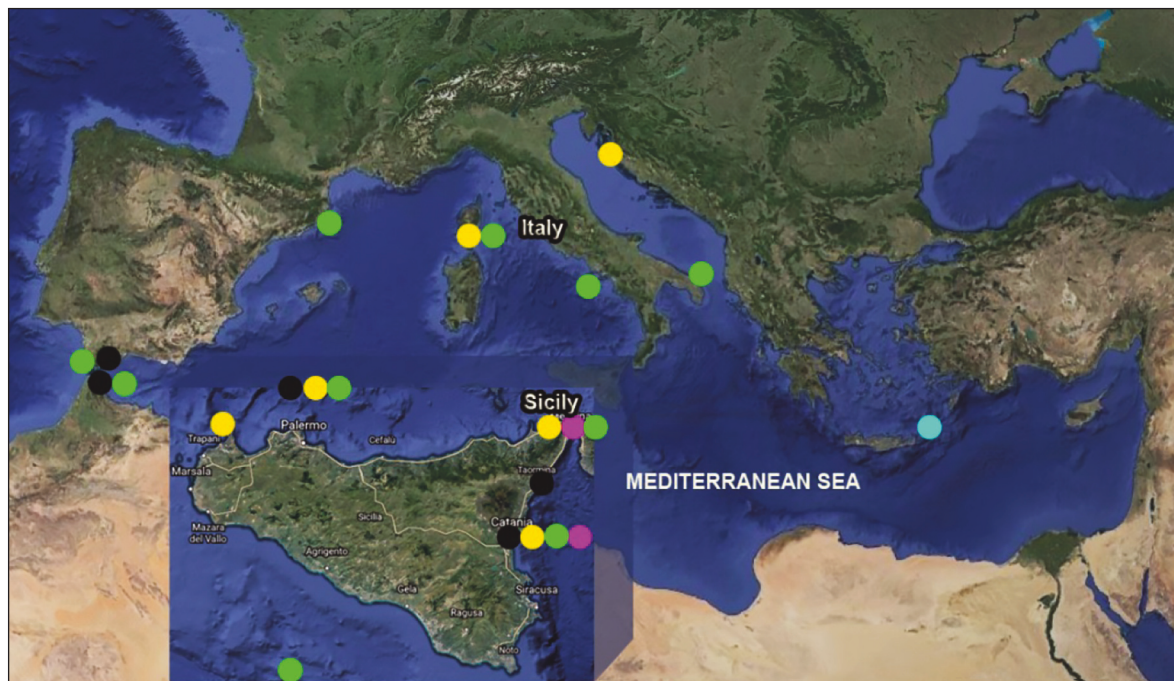 Italy
Sicily
Trapani
Palermo
Cefalù
Marsala
Taormina
Mazara
del Vallo
Sicilia
Catania
Agrigento
Gela
Siracusa
Ragusa
Noto
MEDITERRANEAN SEA